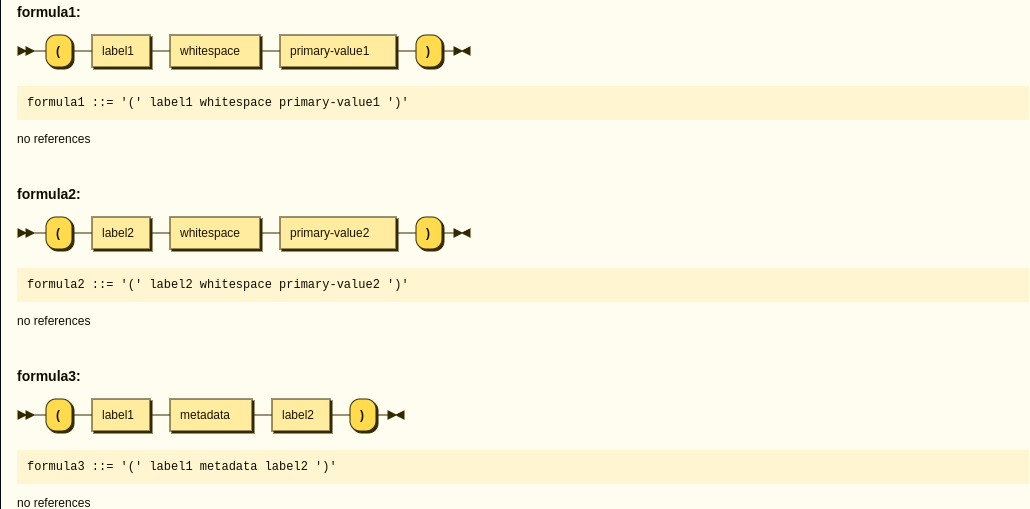 formula1:
( label1 whitespace primary-value1 )
formula1 ::= '(' label1 whitespace primary-value1 ')'
no references
formula2:
( label2 whitespace primary-value2 )
formula2 ::= '(' label2 whitespace primary-value2 ')'
no references
formula3:
( label1 metadata label2 )
formula3 ::= '(' label1 metadata label2 ')'
no references